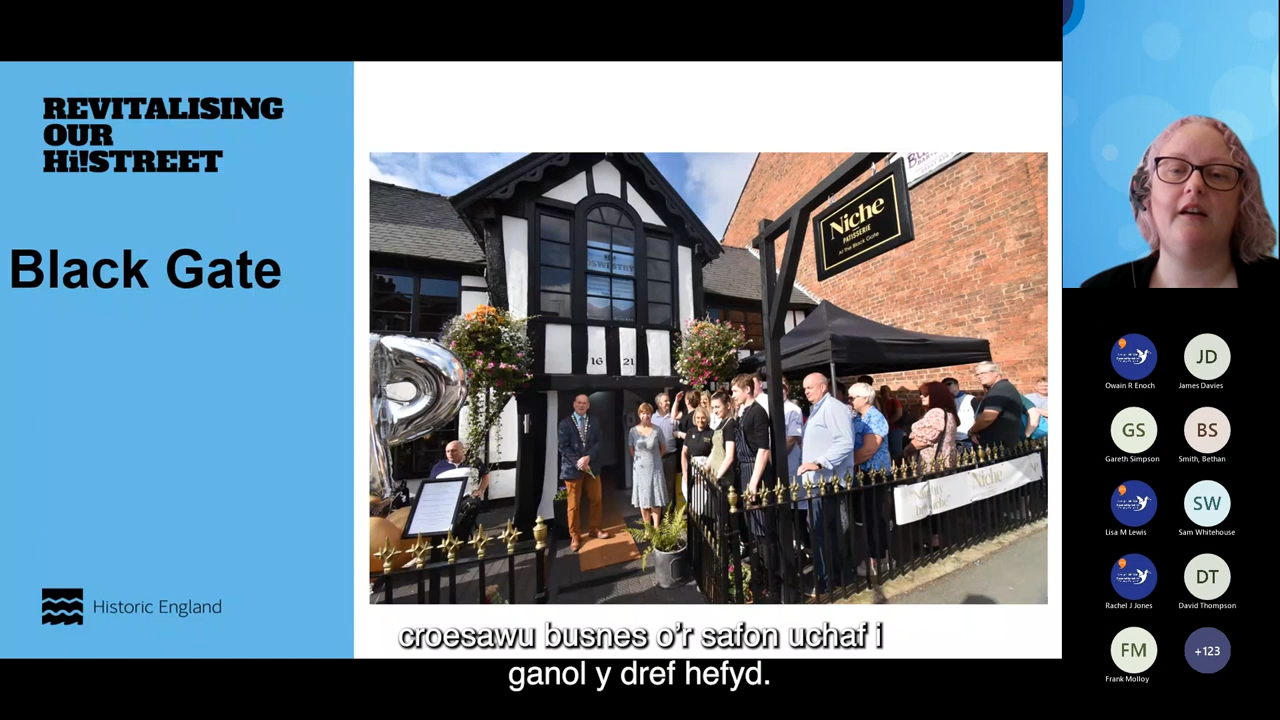 REVITALISING
OUR
Hi!STREET
Black Gate
Historic England
Niche
PATISSERIE
At The Black Gate
OSWESTRY
16 21
Niche
croesawu busnes o’r safon uchaf i
ganol y dref hefyd.
Owain R Enoch
JD
James Davies
GS
Gareth Simpson
BS
Smith, Bethan
Lisa M Lewis
SW
Sam Whitehouse
Rachel J Jones
DT
David Thompson
FM
Frank Molloy
+123